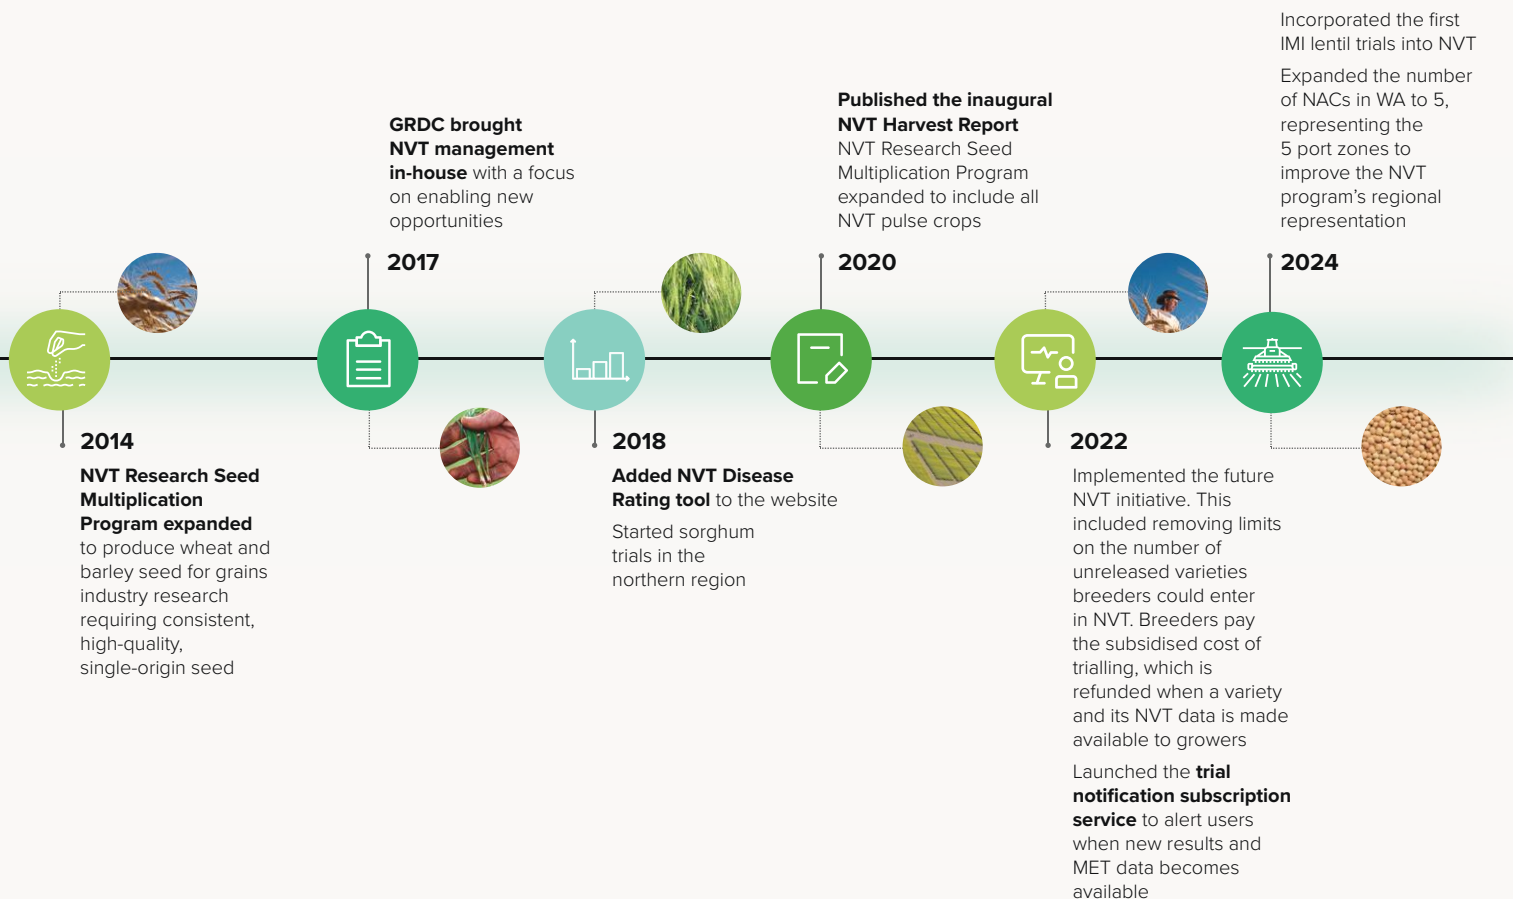 2014
NVT Research Seed
Multiplication
Program expanded
to produce wheat and
barley seed for grains
industry research
requiring consistent,
high-quality,
single-origin seed
GRDC brought
NVT management
in-house with a focus
on enabling new
opportunities
2017
2018
Added NVT Disease
Rating tool to the website
Started sorghum
trials in the
northern region
Published the inaugural
NVT Harvest Report
NVT Research Seed
Multiplication Program
expanded to include all
NVT pulse crops
2020
2022
Implemented the future
NVT initiative. This
included removing limits
on the number of
unreleased varieties
breeders could enter
in NVT. Breeders pay
the subsidised cost of
trialling, which is
refunded when a variety
and its NVT data is made
available to growers
Launched the trial
notification subscription
service to alert users
when new results and
MET data becomes
available
Incorporated the first
IMI lentil trials into NVT
Expanded the number
of NACs in WA to 5,
representing the
5 port zones to
improve the NVT
program’s regional
representation
2024